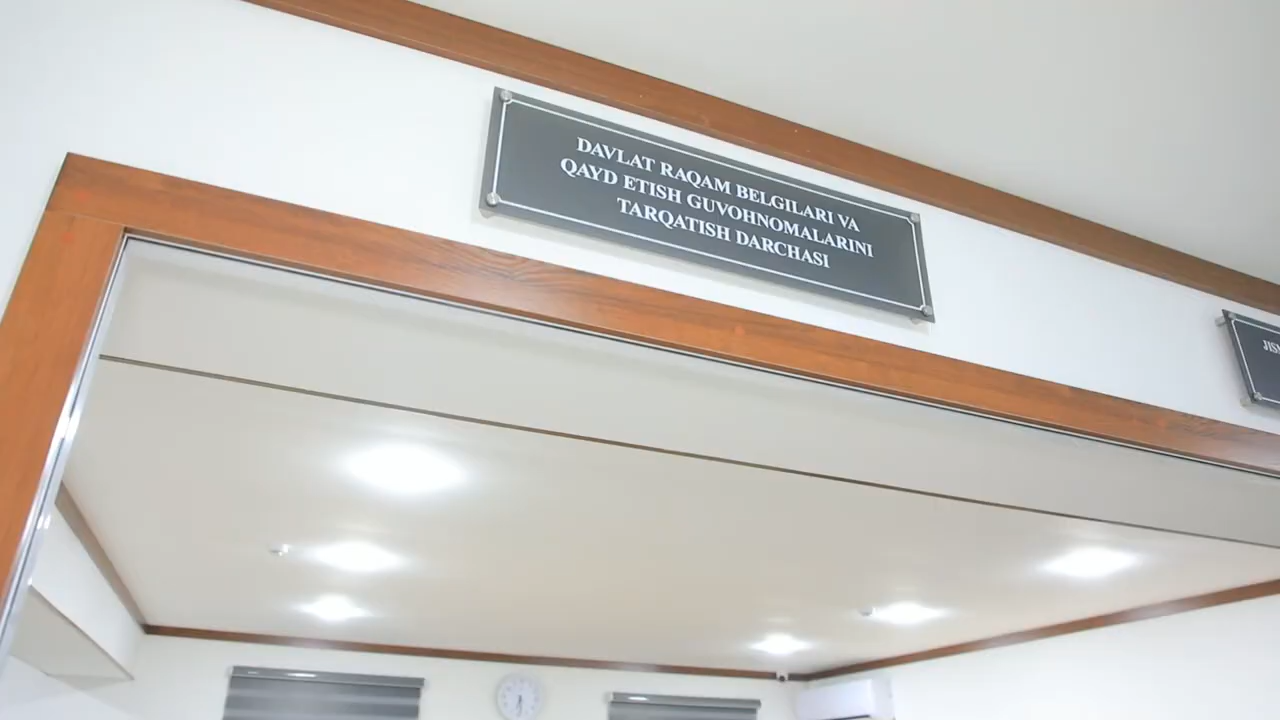 DAVLAT RAQAM BELGILARI VA
QAYD ETISH GUVOHNOMALARINI
TARQATISH DARCHASI